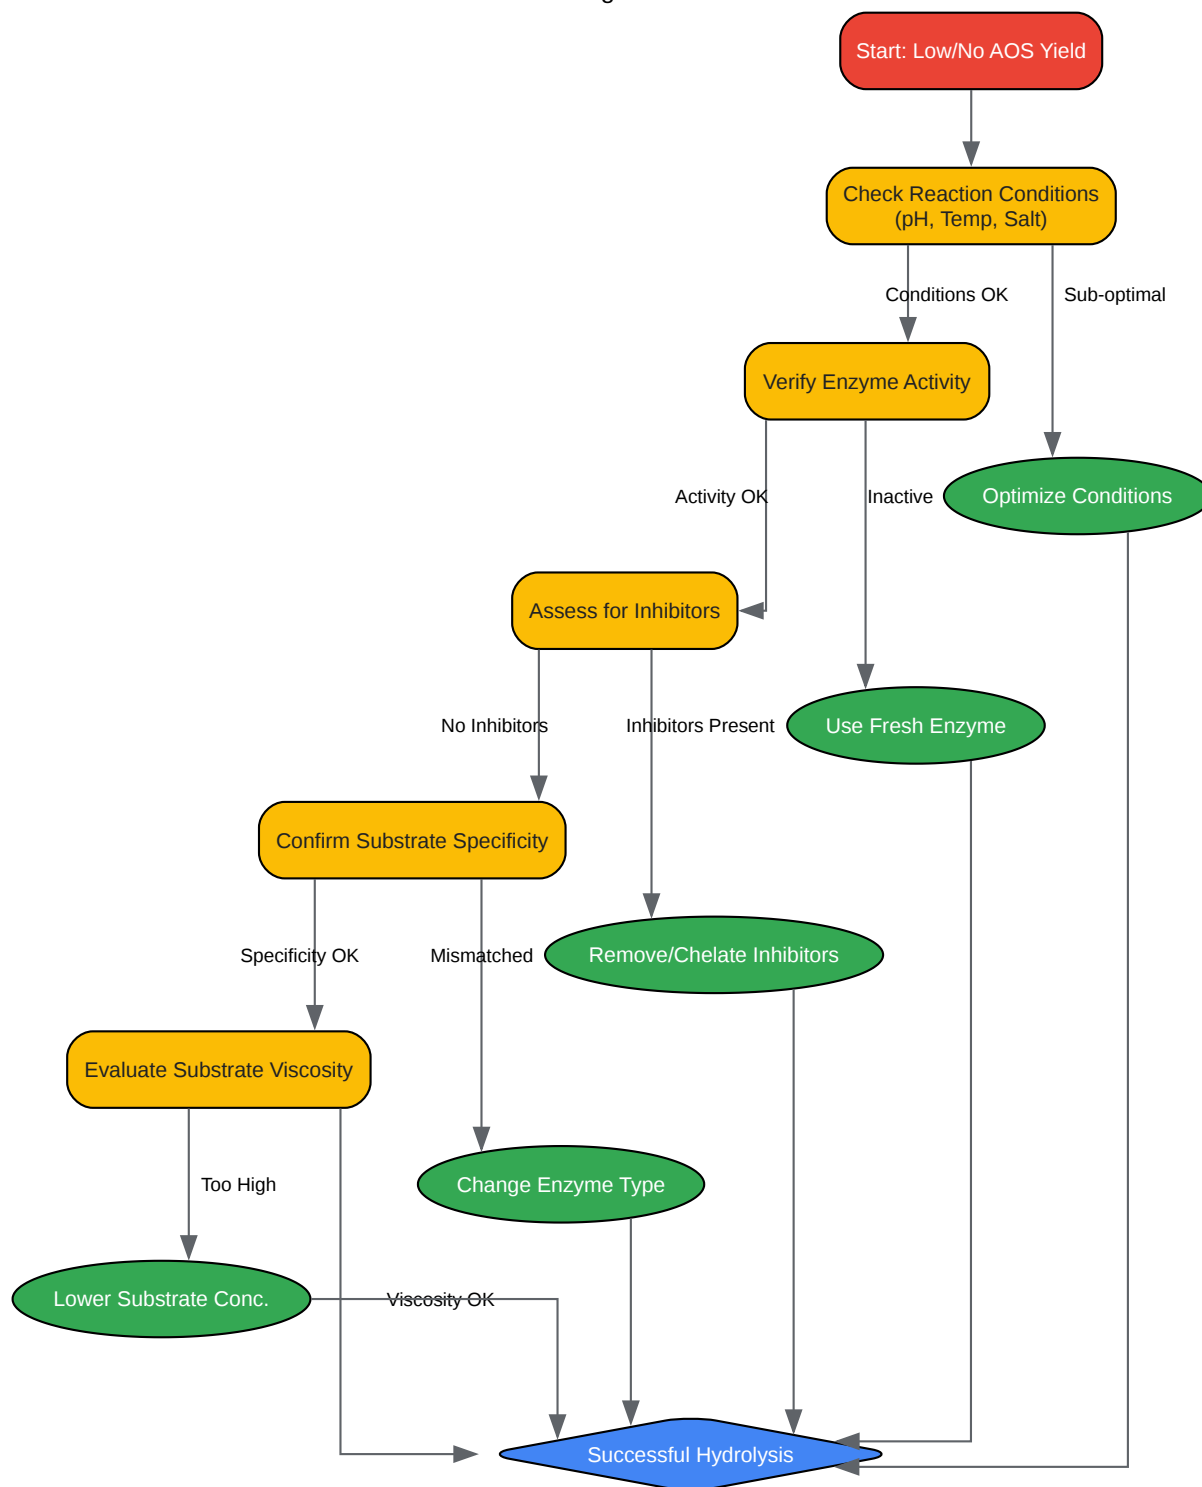 Start: Low/No AOS Yield
Check Reaction Conditions
(pH, Temp, Salt)
Conditions OK
Sub-optimal
Verify Enzyme Activity
Activity OK
Inactive
Optimize Conditions
Assess for Inhibitors
No Inhibitors
Inhibitors Present
Use Fresh Enzyme
Confirm Substrate Specificity
Specificity OK
Mismatched
Remove/Chelate Inhibitors
Evaluate Substrate Viscosity
Too High
Change Enzyme Type
Lower Substrate Conc.
Viscosity OK
Successful Hydrolysis